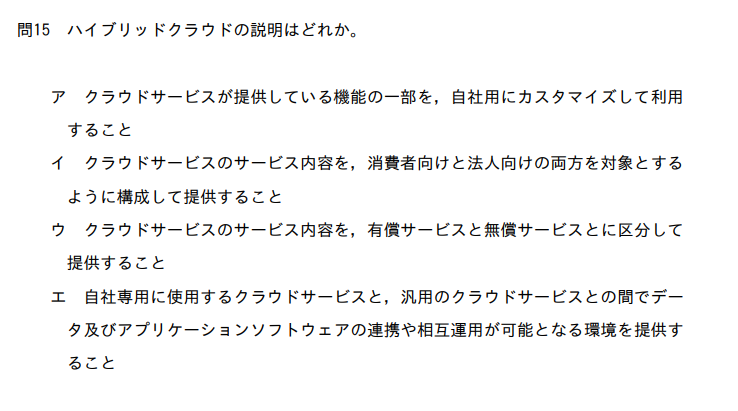 問15　ハイブリッドクラウドの説明はどれか。
ア　クラウドサービスが提供している機能の一部を，自社用にカスタマイズして利用
すること
イ　クラウドサービスのサービス内容を，消費者向けと法人向けの両方を対象とする
ように構成して提供すること
ウ　クラウドサービスのサービス内容を，有償サービスと無償サービスとに区分して
提供すること
エ　自社専用に使用するクラウドサービスと，汎用のクラウドサービスとの間でデー
タ及びアプリケーションソフトウェアの連携や相互運用が可能となる環境を提供す
ること